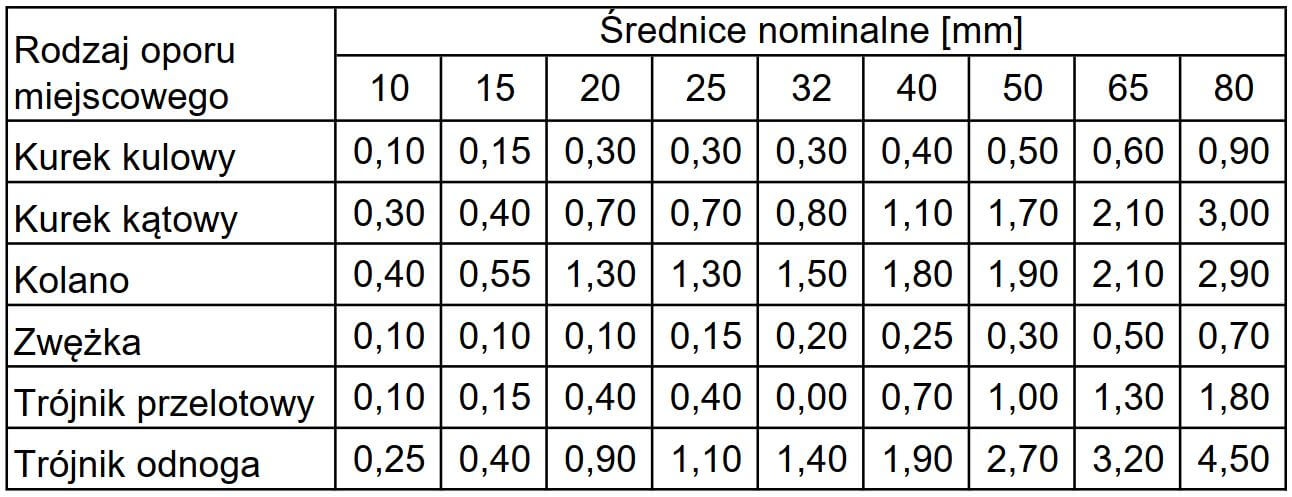 Rodzaj oporu miejscowego Średnice nominalne [mm]
10 15 20 25 32 40 50 65 80
Kurek kulowy 0,10 0,15 0,30 0,30 0,30 0,40 0,50 0,60 0,90
Kurek kątowy 0,30 0,40 0,70 0,70 0,80 1,10 1,70 2,10 3,00
Kolano 0,40 0,55 1,30 1,30 1,50 1,80 1,90 2,10 2,90
Zwężka 0,10 0,10 0,10 0,15 0,20 0,25 0,30 0,50 0,70
Trójnik przelotowy 0,10 0,15 0,40 0,40 0,00 0,70 1,00 1,30 1,80
Trójnik odnoga 0,25 0,40 0,90 1,10 1,40 1,90 2,70 3,20 4,50